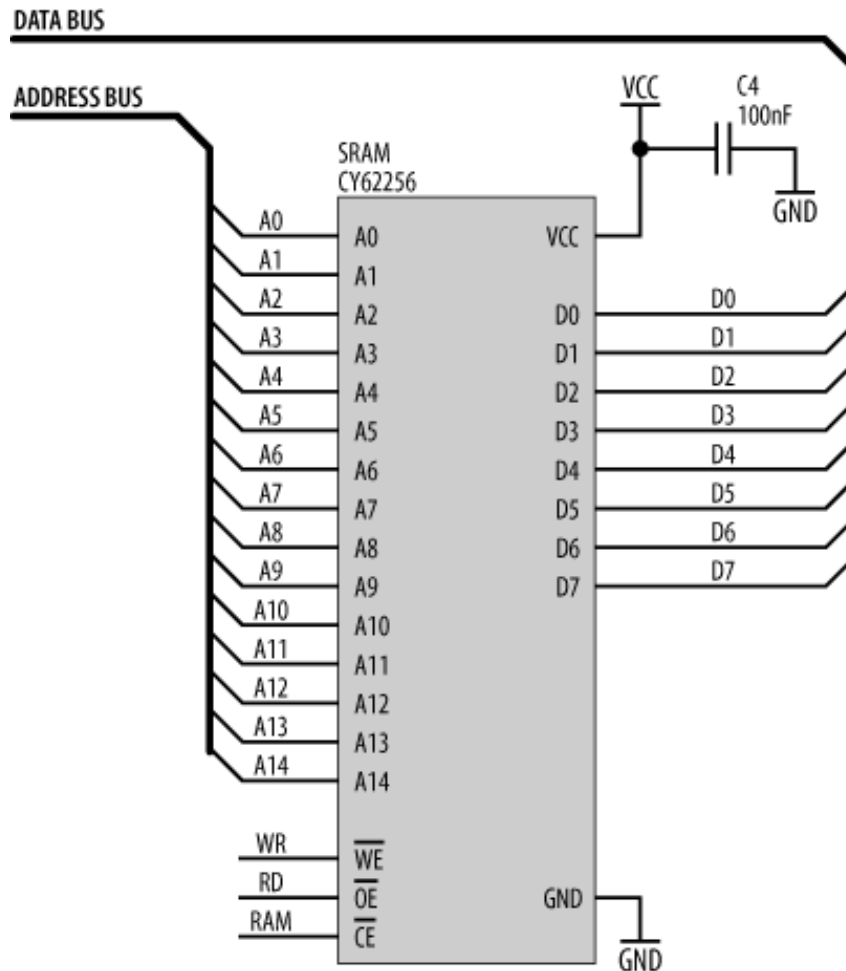 DATA BUS
ADDRESS BUS
VCC
C4
100nF
GND
SRAM
CY62256
A0
A1
A2
A3
A4
A5
A6
A7
A8
A9
A10
A11
A12
A13
A14
WR
RD
RAM
A0
A1
A2
A3
A4
A5
A6
A7
A8
A9
A10
A11
A12
A13
A14
WE
OE
CE
VCC
D0
D1
D2
D3
D4
D5
D6
D7
GND
D0
D1
D2
D3
D4
D5
D6
D7
GND